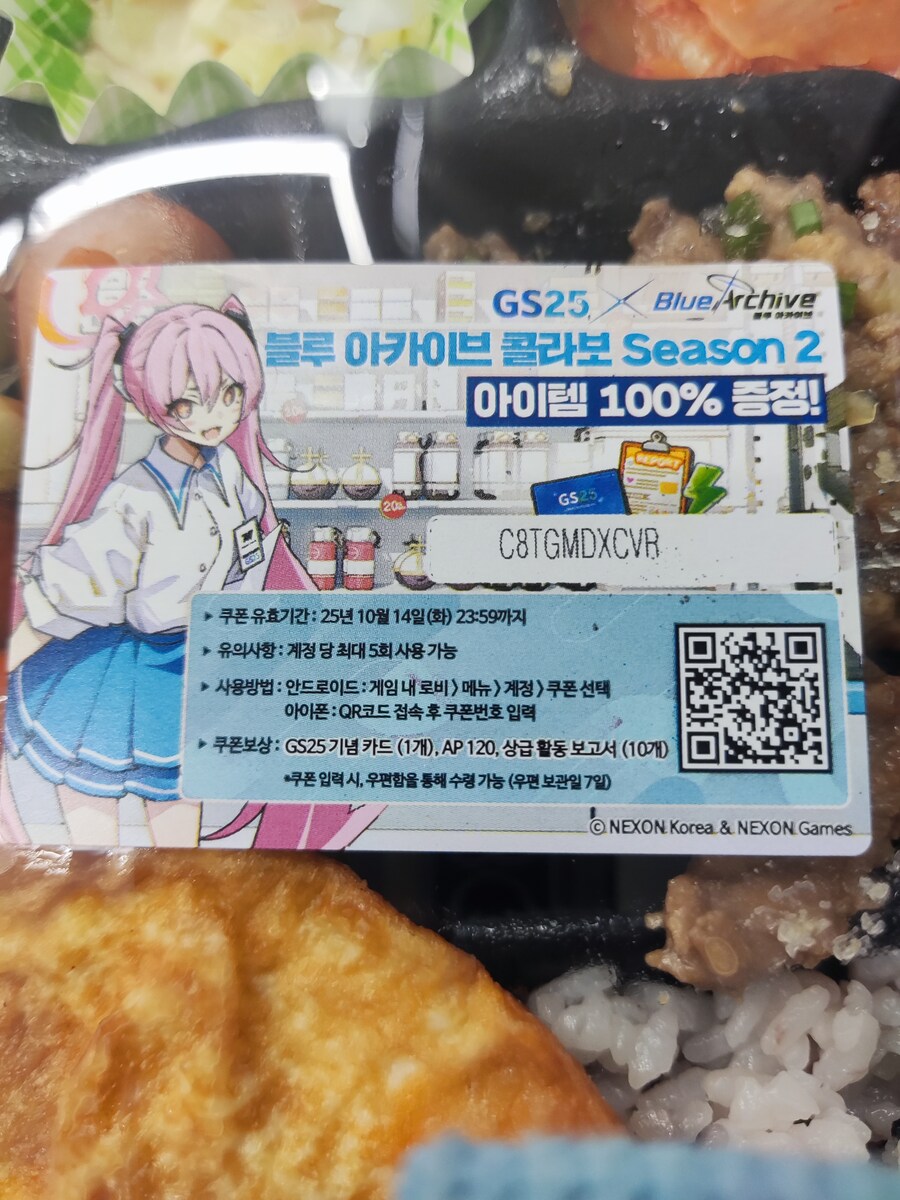 GS25 × Blue Archive
블루 아카이브
블루 아카이브 콜라보 Season 2
아이템 100% 증정!
REPORT
GS25
20%
C8TGMDXCVR
▶ 쿠폰 유효기간 : 25년 10월 14일(화) 23:59까지
▶ 유의사항 : 계정 당 최대 5회 사용 가능
▶ 사용방법 : 안드로이드 : 게임 내 로비 > 메뉴 > 계정 > 쿠폰 선택
아이폰 : QR코드 접속 후 쿠폰번호 입력
▶ 쿠폰보상 : GS25 기념 카드 (1개), AP 120, 상급 활동 보고서 (10개)
*쿠폰 입력 시, 우편함을 통해 수령 가능 (우편 보관일 7일)
© NEXON Korea & NEXON Games